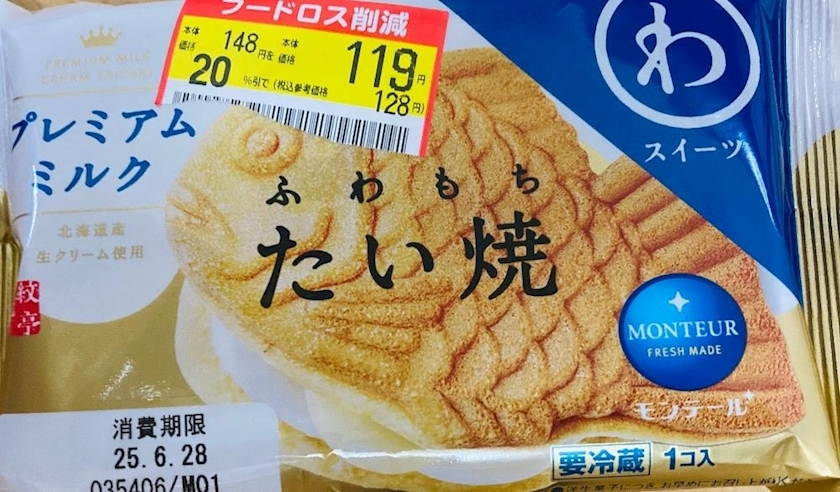 フードロス削減
本体価格 148円を 本体価格 119円
20%引で(税込参考価格 128円)
PREMIUM MILK
CREAM TAIYAKI
プレミアム
ミルク
北海道産
生クリーム使用
わ
スイーツ
ふわもち
たい焼
MONTEUR
FRESH MADE
モンテール
消費期限
25.6.28
035406/M01
要冷蔵 1コ入